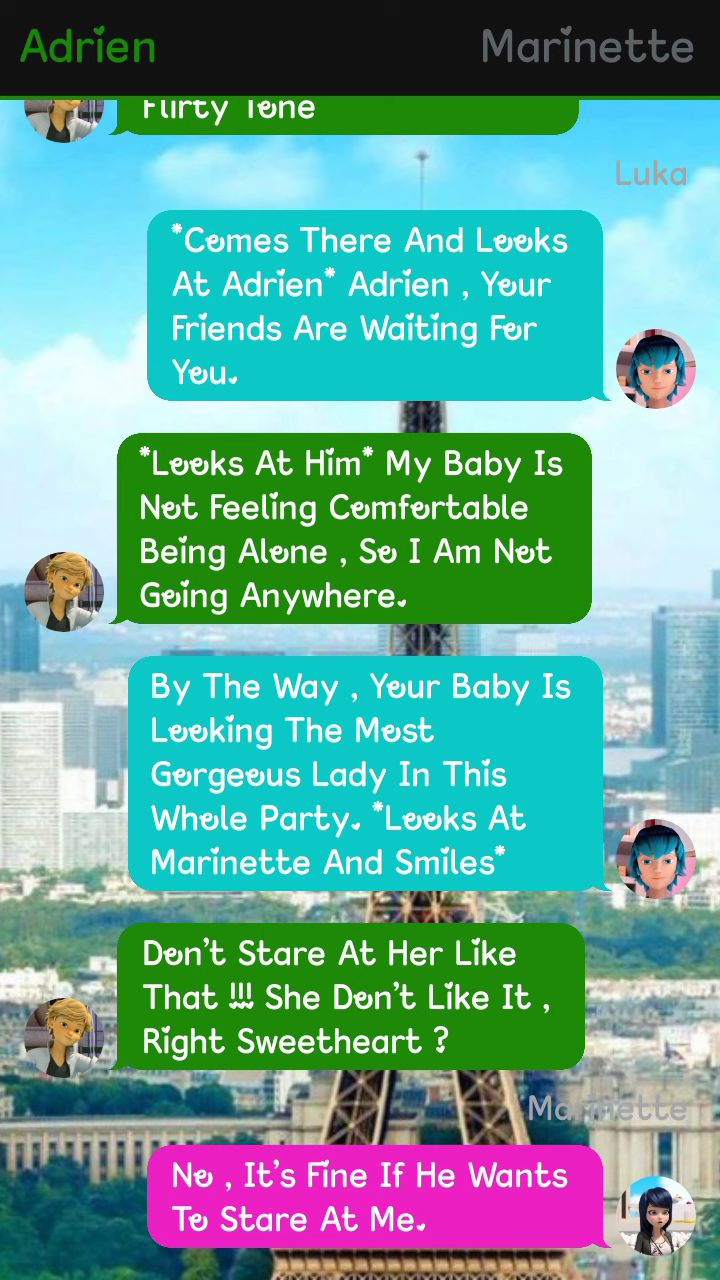 Adrien Marinette
Flirty Tone
Luka
*Comes There And Looks
At Adrien* Adrien , Your
Friends Are Waiting For
You.
*Looks At Him* My Baby Is
Not Feeling Comfortable
Being Alone , So I Am Not
Going Anywhere.
By The Way , Your Baby Is
Looking The Most
Gorgeous Lady In This
Whole Party. *Looks At
Marinette And Smiles*
Don't Stare At Her Like
That !!! She Don't Like It ,
Right Sweetheart ?
Marinette
No , It's Fine If He Wants
To Stare At Me.